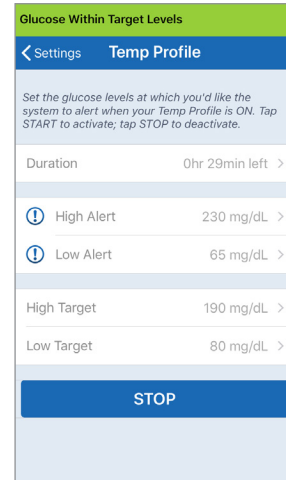 Glucose Within Target Levels
Settings Temp Profile
Set the glucose levels at which you'd like the
system to alert when your Temp Profile is ON. Tap
START to activate; tap STOP to deactivate.
Duration 0hr 29min left
High Alert 230 mg/dL
Low Alert 65 mg/dL
High Target 190 mg/dL
Low Target 80 mg/dL
STOP